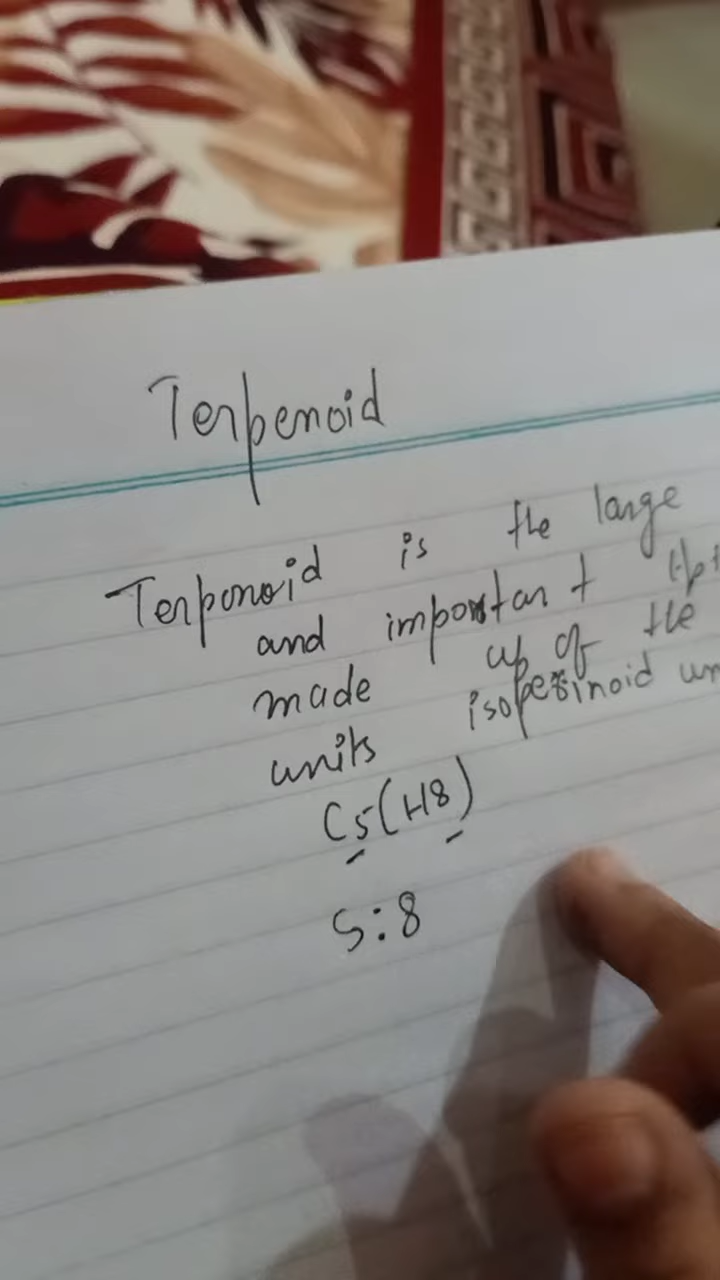 Terpenoid
Terponoid is the large
and important
made up of the
units isoperinoid
C5(H8)
5:8